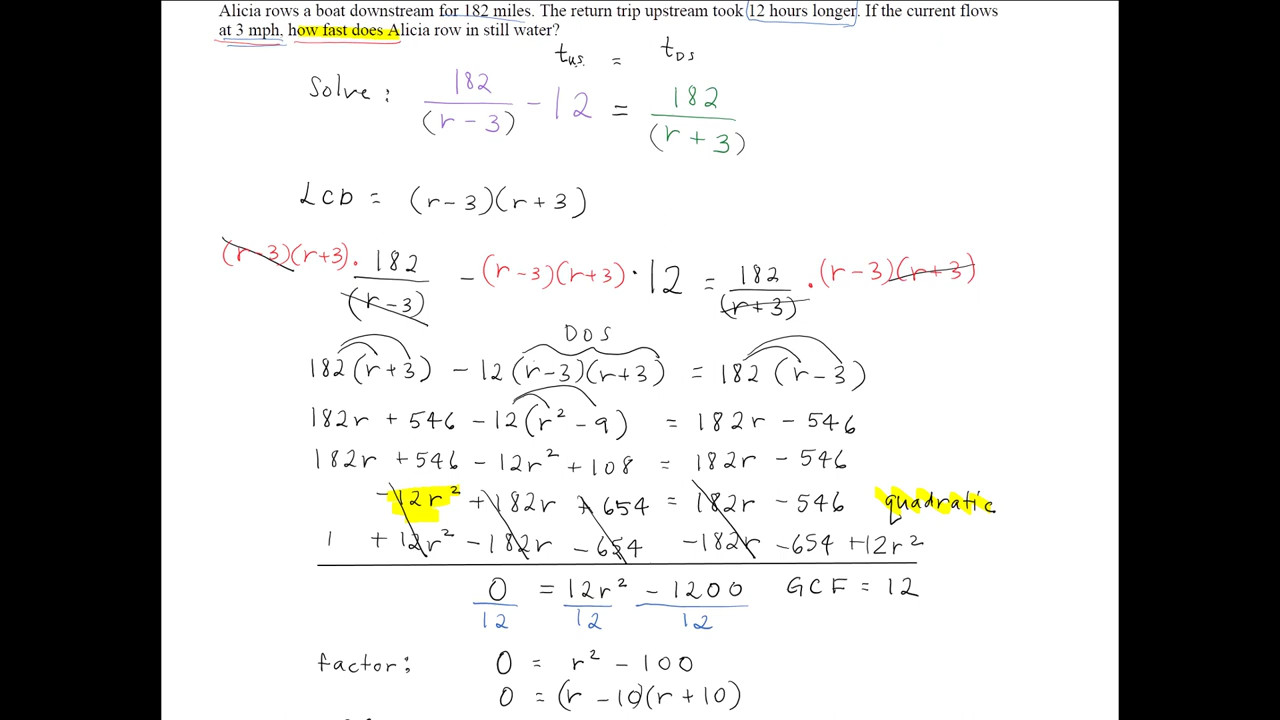 Alicia rows a boat downstream for 182 miles. The return trip upstream took 12 hours longer. If the current flows
at 3 mph, how fast does Alicia row in still water?
tus = tDS
Solve: 182/(r-3) - 12 = 182/(r+3)
LCD = (r-3)(r+3)
(r-3)(r+3) · 182/(r-3) - (r-3)(r+3) · 12 = 182/(r+3) · (r-3)(r+3)
DOS
182(r+3) - 12(r-3)(r+3) = 182(r-3)
182r + 546 - 12(r² - 9) = 182r - 546
182r + 546 - 12r² + 108 = 182r - 546
-12r² + 182r + 654 = 182r - 546 quadratic
+ 12r² - 182r - 654 - 182r - 654 + 12r²
0 = 12r² - 1200 GCF = 12
12 12 12
factor: 0 = r² - 100
0 = (r - 10)(r + 10)